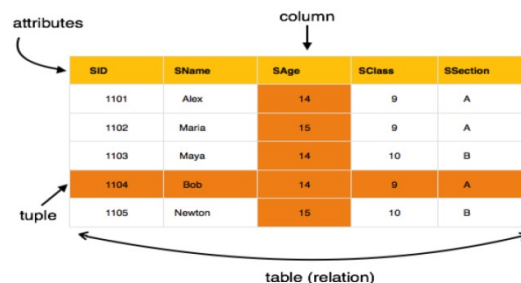 column
attributes
SID SName SAge SClass SSection
1101 Alex 14 9 A
1102 Maria 15 9 A
1103 Maya 14 10 B
1104 Bob 14 9 A
tuple
1105 Newton 15 10 B
table (relation)